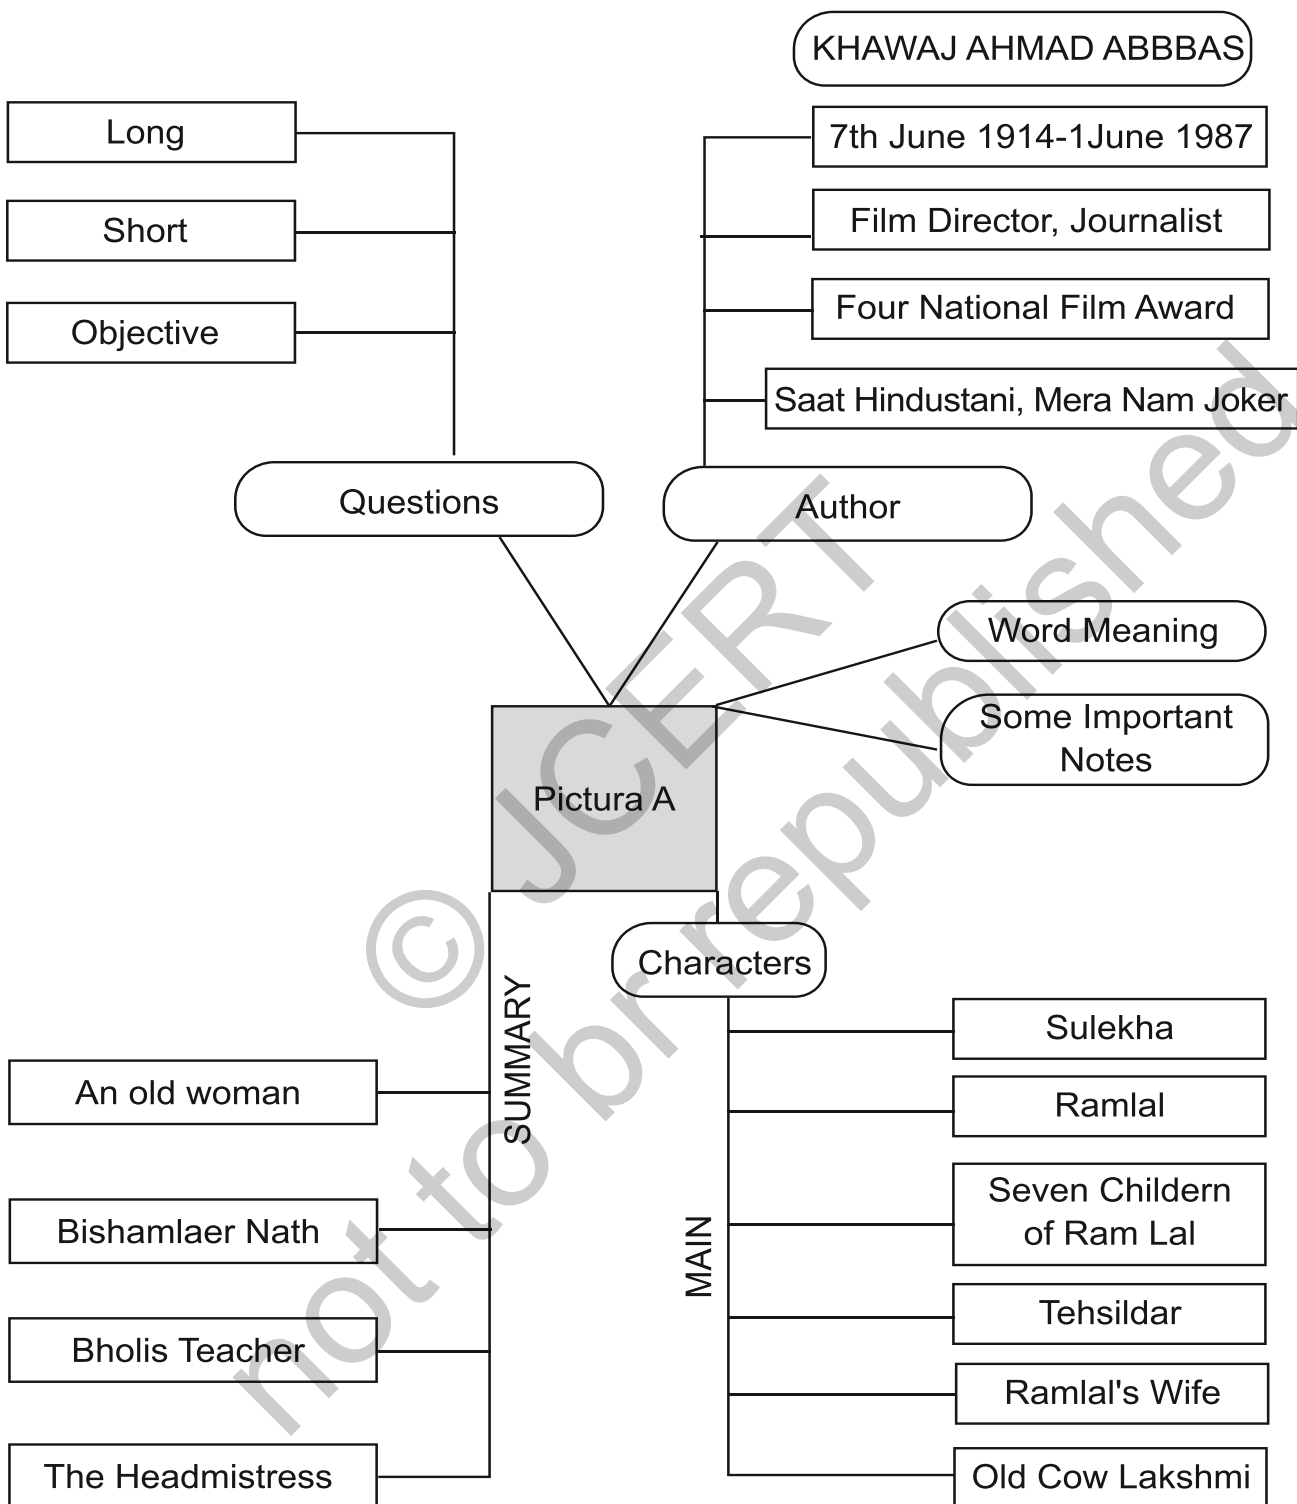 KHAWAJ AHMAD ABBBAS
Long
7th June 1914-1June 1987
Short
Film Director, Journalist
Objective
Four National Film Award
Saat Hindustani, Mera Nam Joker
Questions
Author
Word Meaning
Some Important
Notes
Pictura A
Characters
SUMMARY
An old woman
Bishamlaer Nath
Bholis Teacher
The Headmistress
MAIN
Sulekha
Ramlal
Seven Childern
of Ram Lal
Tehsildar
Ramlal's Wife
Old Cow Lakshmi
© JCERT
not to br republished